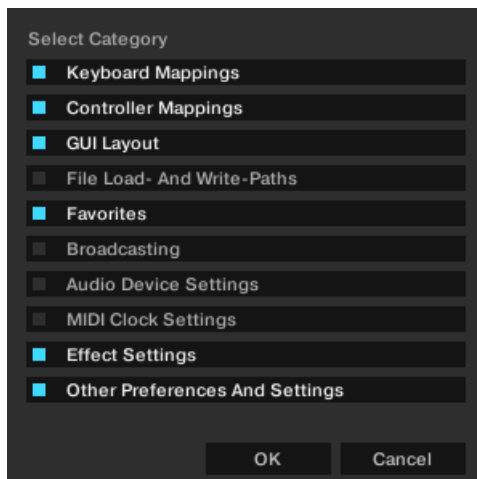 Select Category
Keyboard Mappings
Controller Mappings
GUI Layout
File Load- And Write-Paths
Favorites
Broadcasting
Audio Device Settings
MIDI Clock Settings
Effect Settings
Other Preferences And Settings
OK Cancel